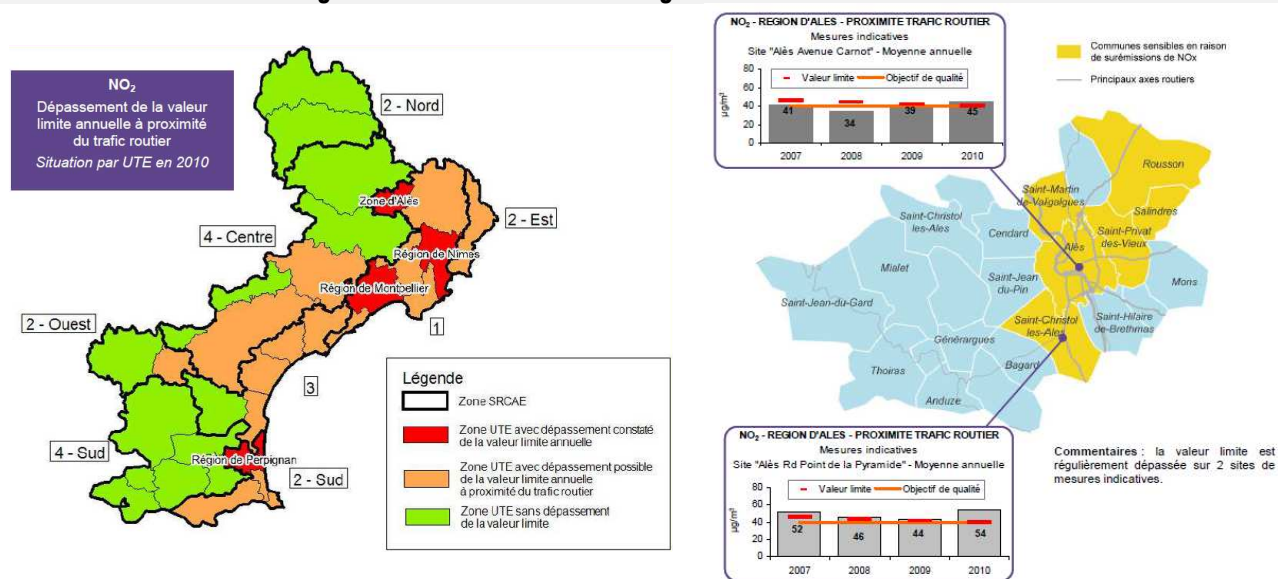 NO₂
Dépassement de la valeur
limite annuelle à proximité
du trafic routier
Situation par UTE en 2010
2 - Nord
Zone d'Alès
2 - Est
4 - Centre
Région de Nîmes
Région de Montpellier
1
2 - Ouest
3
4 - Sud
Région de Perpignan
2 - Sud
Légende
Zone SRCAE
Zone UTE avec dépassement constaté
de la valeur limite annuelle
Zone UTE avec dépassement possible
de la valeur limite annuelle
à proximité du trafic routier
Zone UTE sans dépassement
de la valeur limite
NO₂ - REGION D'ALES - PROXIMITE TRAFIC ROUTIER
Mesures indicatives
Site "Alès Avenue Carnot" - Moyenne annuelle
Valeur limite
Objectif de qualité
µg/m³
80
60
40
20
0
41
34
39
45
2007
2008
2009
2010
Communes sensibles en raison
de surémissions de NOx
Principaux axes routiers
Rousson
Saint-Martin
de-Valgalgues
Salindres
Saint-Christol
les-Ales
Cendard
Saint-Privat
des-Vieux
Alès
Mialet
Saint-Jean
du-Pin
Mons
Saint-Jean-du-Gard
Saint-Christol
les-Ales
Saint-Hilaire
de-Brethmas
Générargues
Thoiras
Bagard
Anduze
NO₂ - REGION D'ALES - PROXIMITE TRAFIC ROUTIER
Mesures indicatives
Site "Alès Rd Point de la Pyramide" - Moyenne annuelle
Valeur limite
Objectif de qualité
µg/m³
80
60
40
20
0
52
46
44
54
2007
2008
2009
2010
Commentaires : la valeur limite est
régulièrement dépassée sur 2 sites de
mesures indicatives.